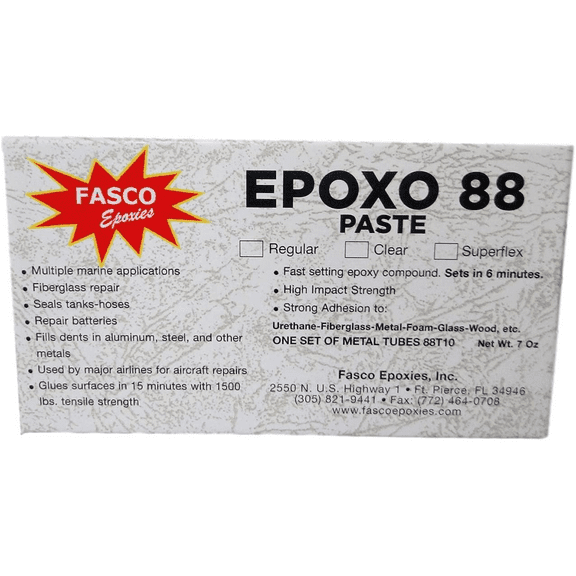 FASCO
Epoxies
EPOXO 88
PASTE
Regular Clear Superflex
• Multiple marine applications
• Fiberglass repair
• Seals tanks-hoses
• Repair batteries
• Fills dents in aluminum, steel, and other
metals
• Used by major airlines for aircraft repairs
• Glues surfaces in 15 minutes with 1500
lbs. tensile strength
• Fast setting epoxy compound. Sets in 6 minutes.
• High Impact Strength
• Strong Adhesion to:
Urethane-Fiberglass-Metal-Foam-Glass-Wood, etc.
ONE SET OF METAL TUBES 88T10 Net Wt. 7 Oz
Fasco Epoxies, Inc.
2550 N. U.S. Highway 1 • Ft. Pierce, FL 34946
(305) 821-9441 • Fax: (772) 464-0708
www.fascoepoxies.com